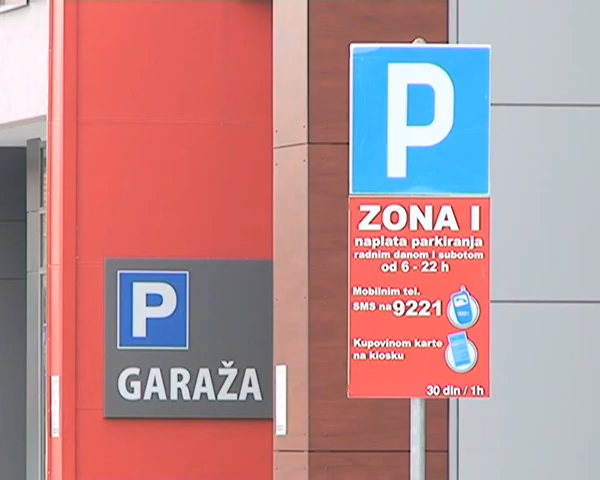 P
ZONA I
naplata parkiranja
radnim danom i subotom
od 6 - 22 h
Mobilnim tel.
SMS na 9221
Kupovinom karte
na kiosku
30 din / 1h
P
GARAŽA